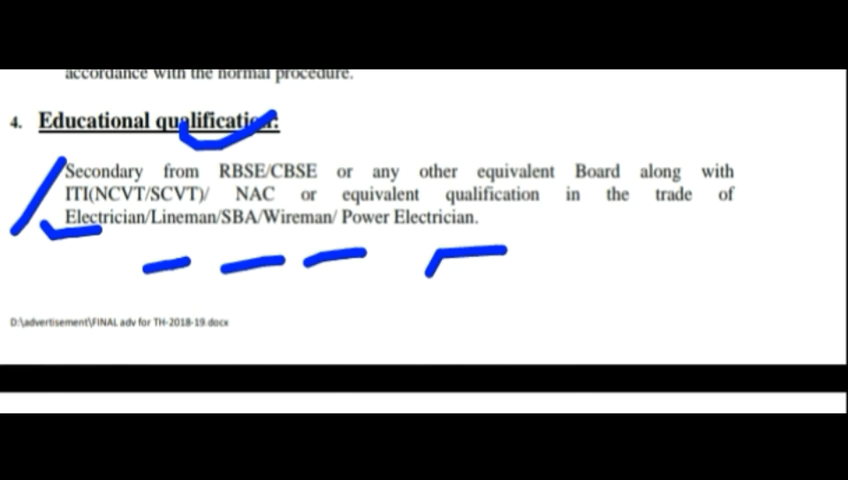 accordance with the normal procedure.
4. Educational qualification:
Secondary from RBSE/CBSE or any other equivalent Board along with
ITI(NCVT/SCVT)/ NAC or equivalent qualification in the trade of
Electrician/Lineman/SBA/Wireman/ Power Electrician.
D:\advertisement\FINAL adv for TH-2018-19.docx